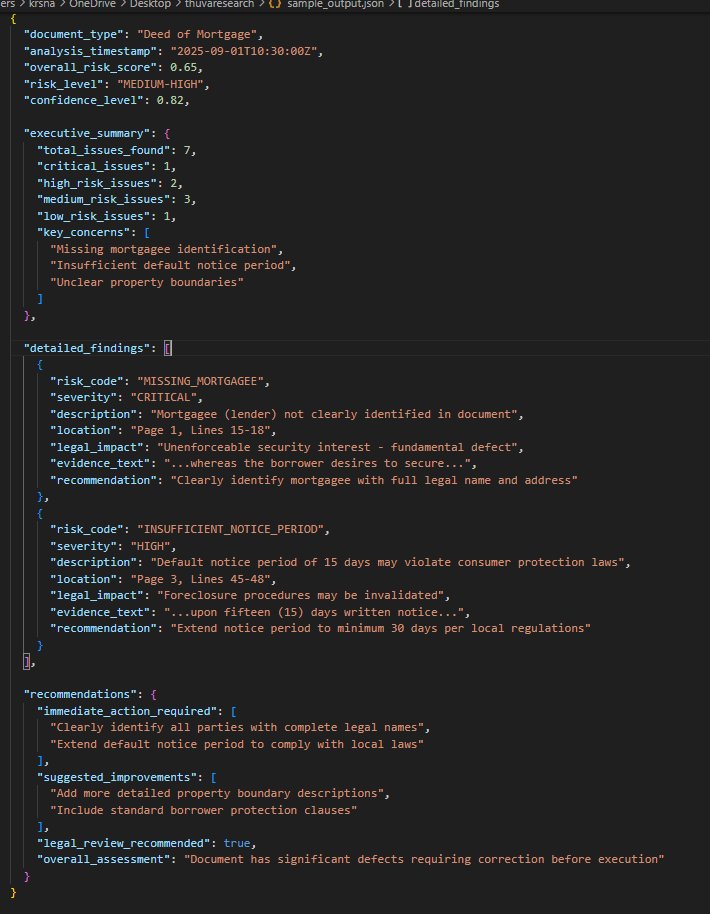 ers > krsna > OneDrive > Desktop > thuvaresearch > {} sample_output.json > [ ] detailed_findings
{
  "document_type": "Deed of Mortgage",
  "analysis_timestamp": "2025-09-01T10:30:00Z",
  "overall_risk_score": 0.65,
  "risk_level": "MEDIUM-HIGH",
  "confidence_level": 0.82,

  "executive_summary": {
    "total_issues_found": 7,
    "critical_issues": 1,
    "high_risk_issues": 2,
    "medium_risk_issues": 3,
    "low_risk_issues": 1,
    "key_concerns": [
      "Missing mortgagee identification",
      "Insufficient default notice period",
      "Unclear property boundaries"
    ]
  },

  "detailed_findings": [
    {
      "risk_code": "MISSING_MORTGAGEE",
      "severity": "CRITICAL",
      "description": "Mortgagee (lender) not clearly identified in document",
      "location": "Page 1, Lines 15-18",
      "legal_impact": "Unenforceable security interest - fundamental defect",
      "evidence_text": "...whereas the borrower desires to secure...",
      "recommendation": "Clearly identify mortgagee with full legal name and address"
    },
    {
      "risk_code": "INSUFFICIENT_NOTICE_PERIOD",
      "severity": "HIGH",
      "description": "Default notice period of 15 days may violate consumer protection laws",
      "location": "Page 3, Lines 45-48",
      "legal_impact": "Foreclosure procedures may be invalidated",
      "evidence_text": "...upon fifteen (15) days written notice...",
      "recommendation": "Extend notice period to minimum 30 days per local regulations"
    }
  ],

  "recommendations": {
    "immediate_action_required": [
      "Clearly identify all parties with complete legal names",
      "Extend default notice period to comply with local laws"
    ],
    "suggested_improvements": [
      "Add more detailed property boundary descriptions",
      "Include standard borrower protection clauses"
    ],
    "legal_review_recommended": true,
    "overall_assessment": "Document has significant defects requiring correction before execution"
  }
}